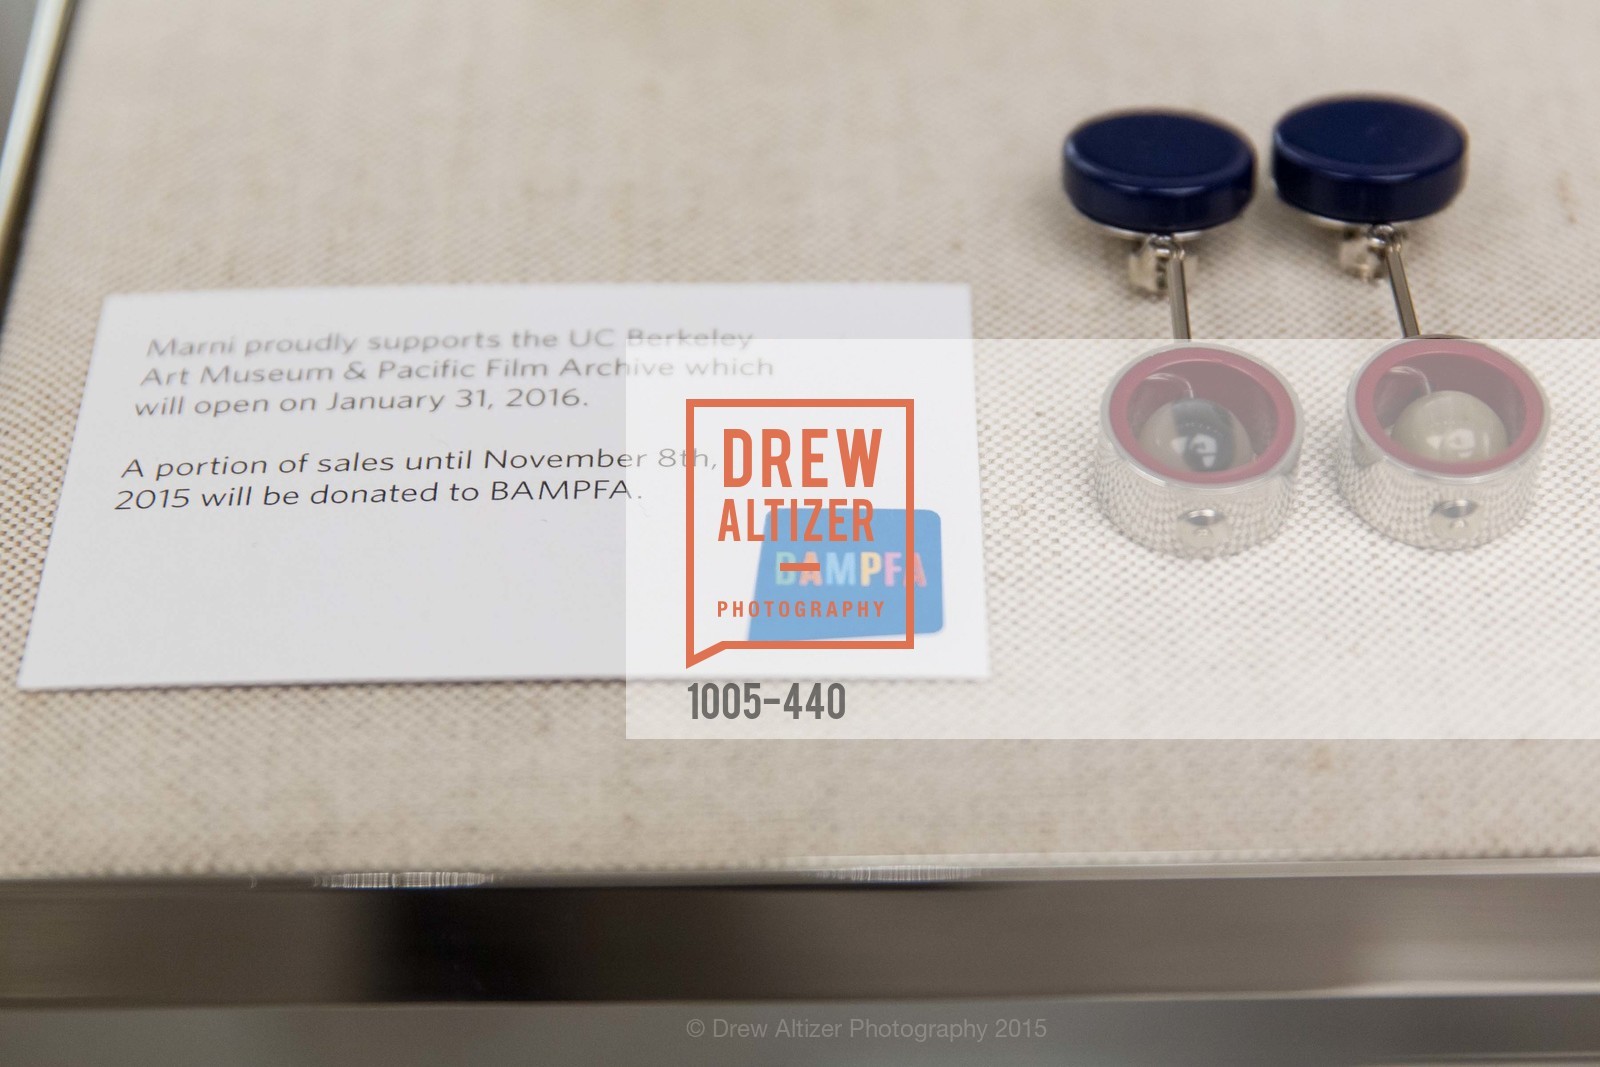 Marni proudly supports the UC Berkeley
Art Museum & Pacific Film Archive which
will open on January 31, 2016.
A portion of sales until November 8th,
2015 will be donated to BAMPFA.
BAMPFA
DREW
ALTIZER
PHOTOGRAPHY
1005-440
© Drew Altizer Photography 2015